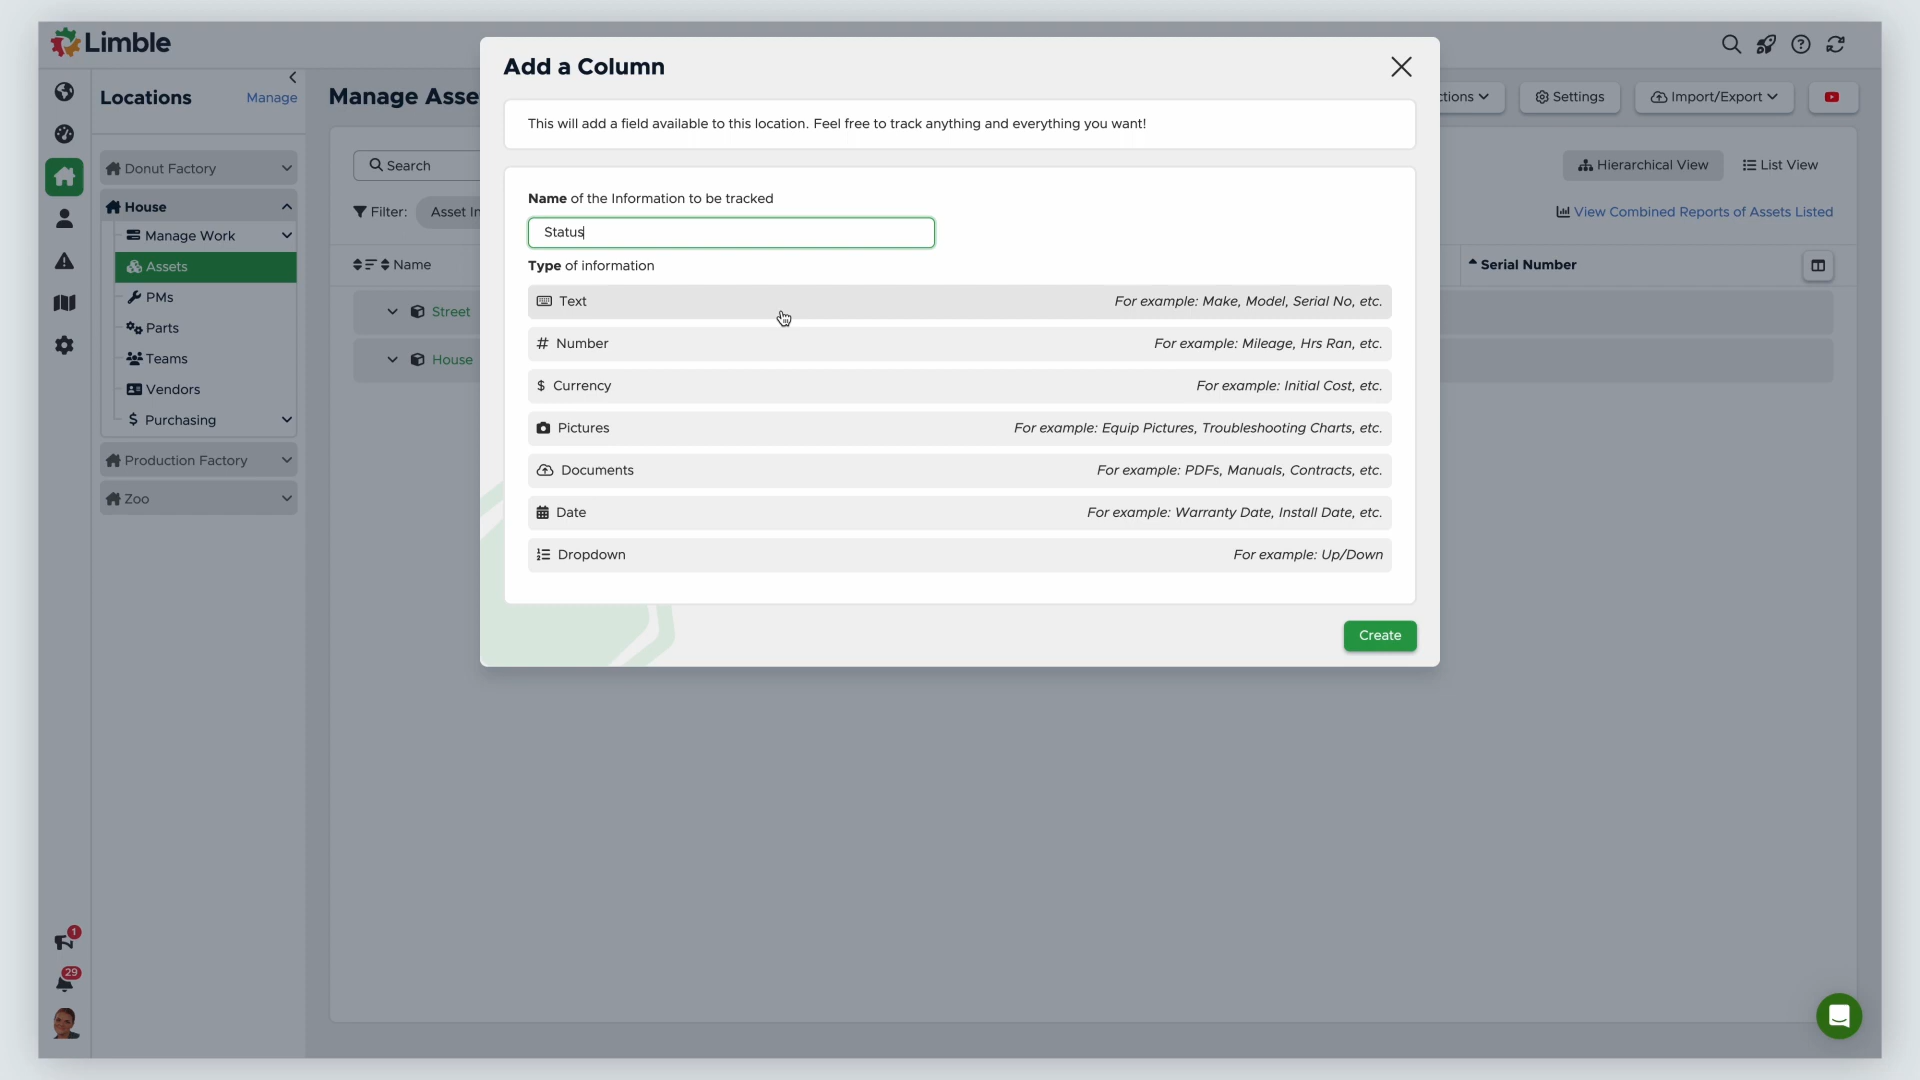 Limble
Locations
Manage
Donut Factory
House
Manage Work
Assets
PMs
Parts
Teams
Vendors
Purchasing
Production Factory
Zoo
1
29
Manage Asse
Search
Filter:
Asset In
Name
Street
House
ctions
Settings
Import/Export
Hierarchical View
List View
View Combined Reports of Assets Listed
Serial Number
Add a Column
This will add a field available to this location. Feel free to track anything and everything you want!
Name of the Information to be tracked
Status
Type of information
Text For example: Make, Model, Serial No, etc.
# Number For example: Mileage, Hrs Ran, etc.
$ Currency For example: Initial Cost, etc.
Pictures For example: Equip Pictures, Troubleshooting Charts, etc.
Documents For example: PDFs, Manuals, Contracts, etc.
Date For example: Warranty Date, Install Date, etc.
Dropdown For example: Up/Down
Create